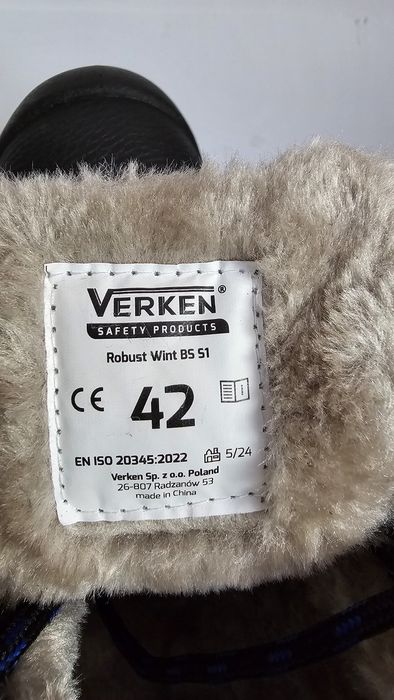 VERKEN®
SAFETY PRODUCTS
Robust Wint BS S1
CE 42 i
EN ISO 20345:2022 5/24
Verken Sp. z o.o. Poland
26-807 Radzanów 53
made in China